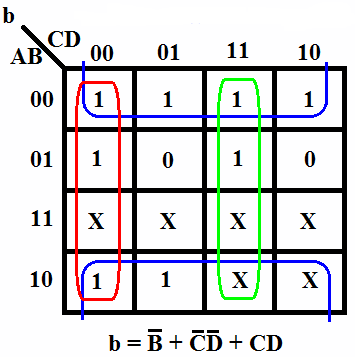 b
CD
AB
00 01 11 10
00 1 1 1 1
01 1 0 1 0
11 X X X X
10 1 1 X X
b = B̅ + C̅D̅ + CD